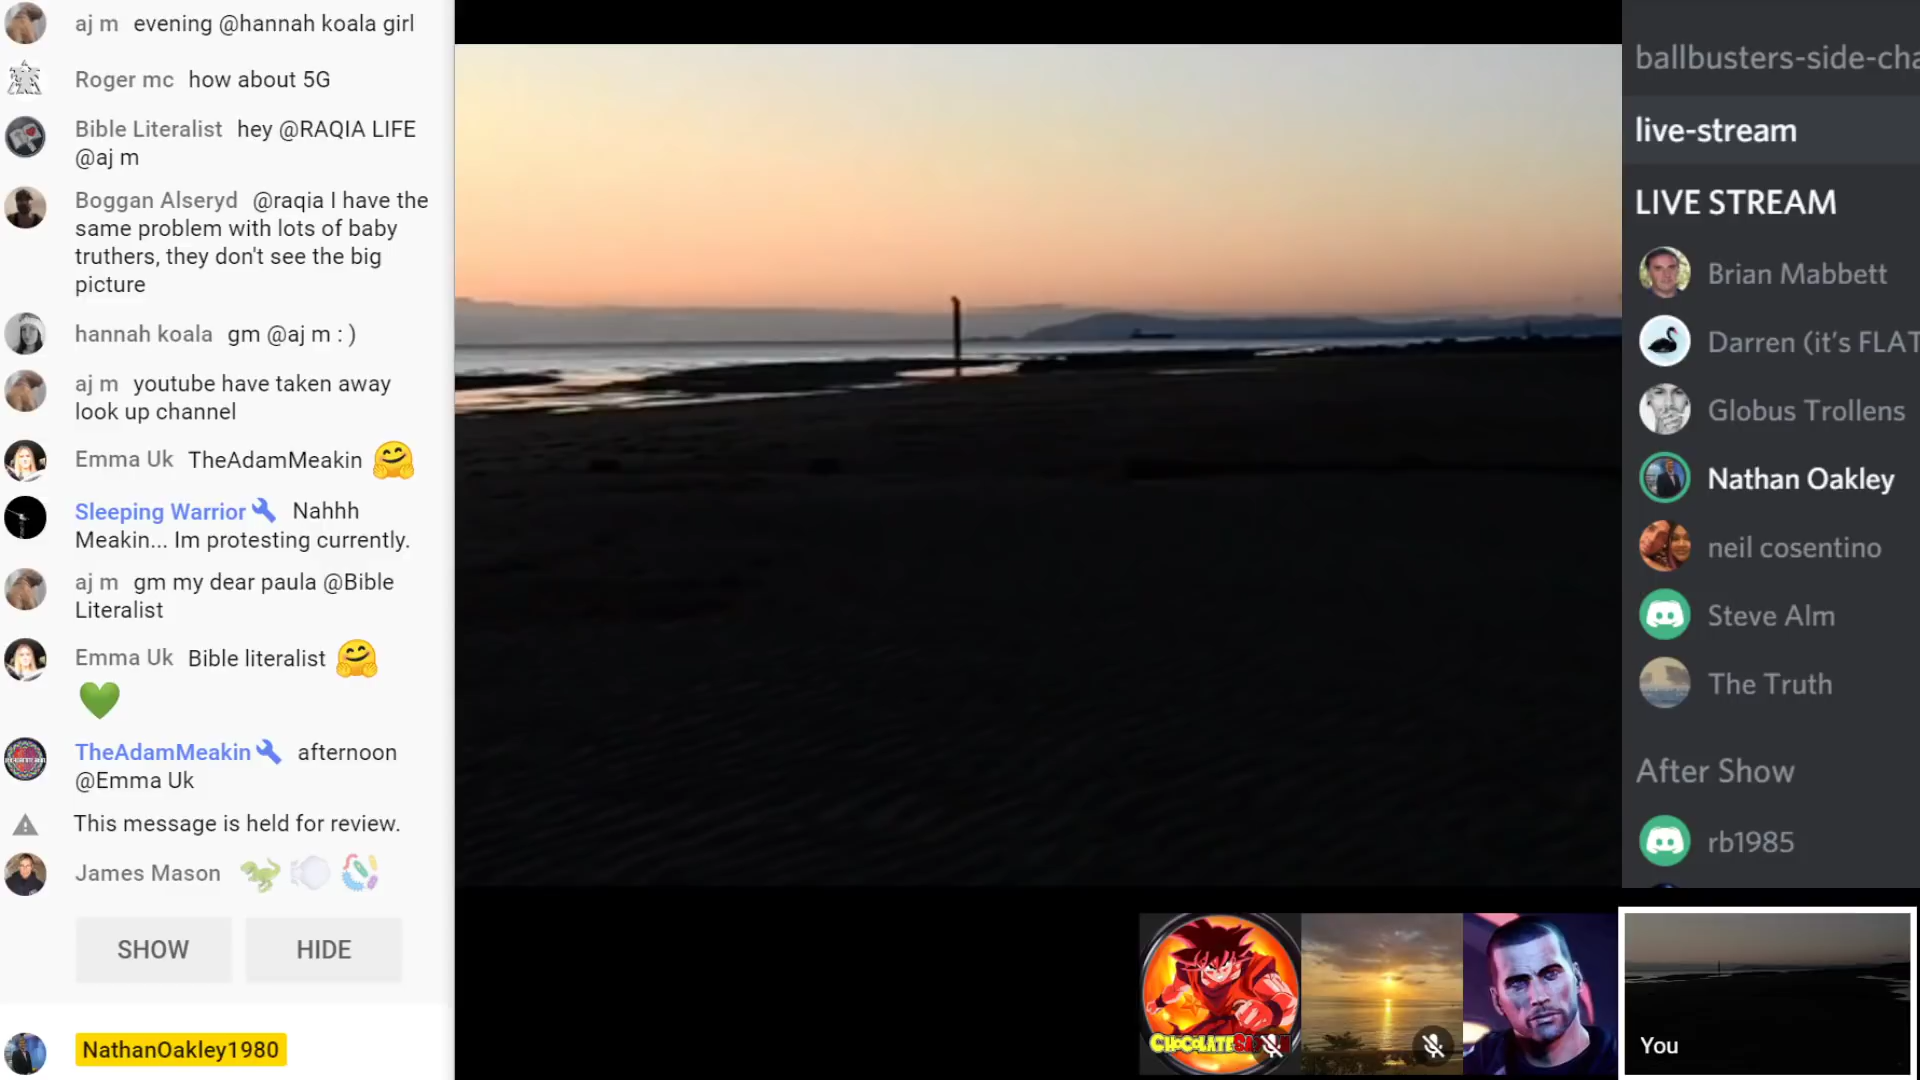 aj m evening @hannah koala girl
Roger mc how about 5G
Bible Literalist hey @RAQIA LIFE
@aj m
Boggan Alseryd @raqia I have the
same problem with lots of baby
truthers, they don't see the big
picture
hannah koala gm @aj m : )
aj m youtube have taken away
look up channel
Emma Uk TheAdamMeakin 🤗
Sleeping Warrior Nahhh
Meakin... Im protesting currently.
aj m gm my dear paula @Bible
Literalist
Emma Uk Bible literalist 🤗
💚
TheAdamMeakin afternoon
@Emma Uk
This message is held for review.
James Mason 🦖 🐡 🦠
SHOW HIDE
NathanOakley1980
ballbusters-side-cha
live-stream
LIVE STREAM
Brian Mabbett
Darren (it's FLAT
Globus Trollens
Nathan Oakley
neil cosentino
Steve Alm
The Truth
After Show
rb1985
You